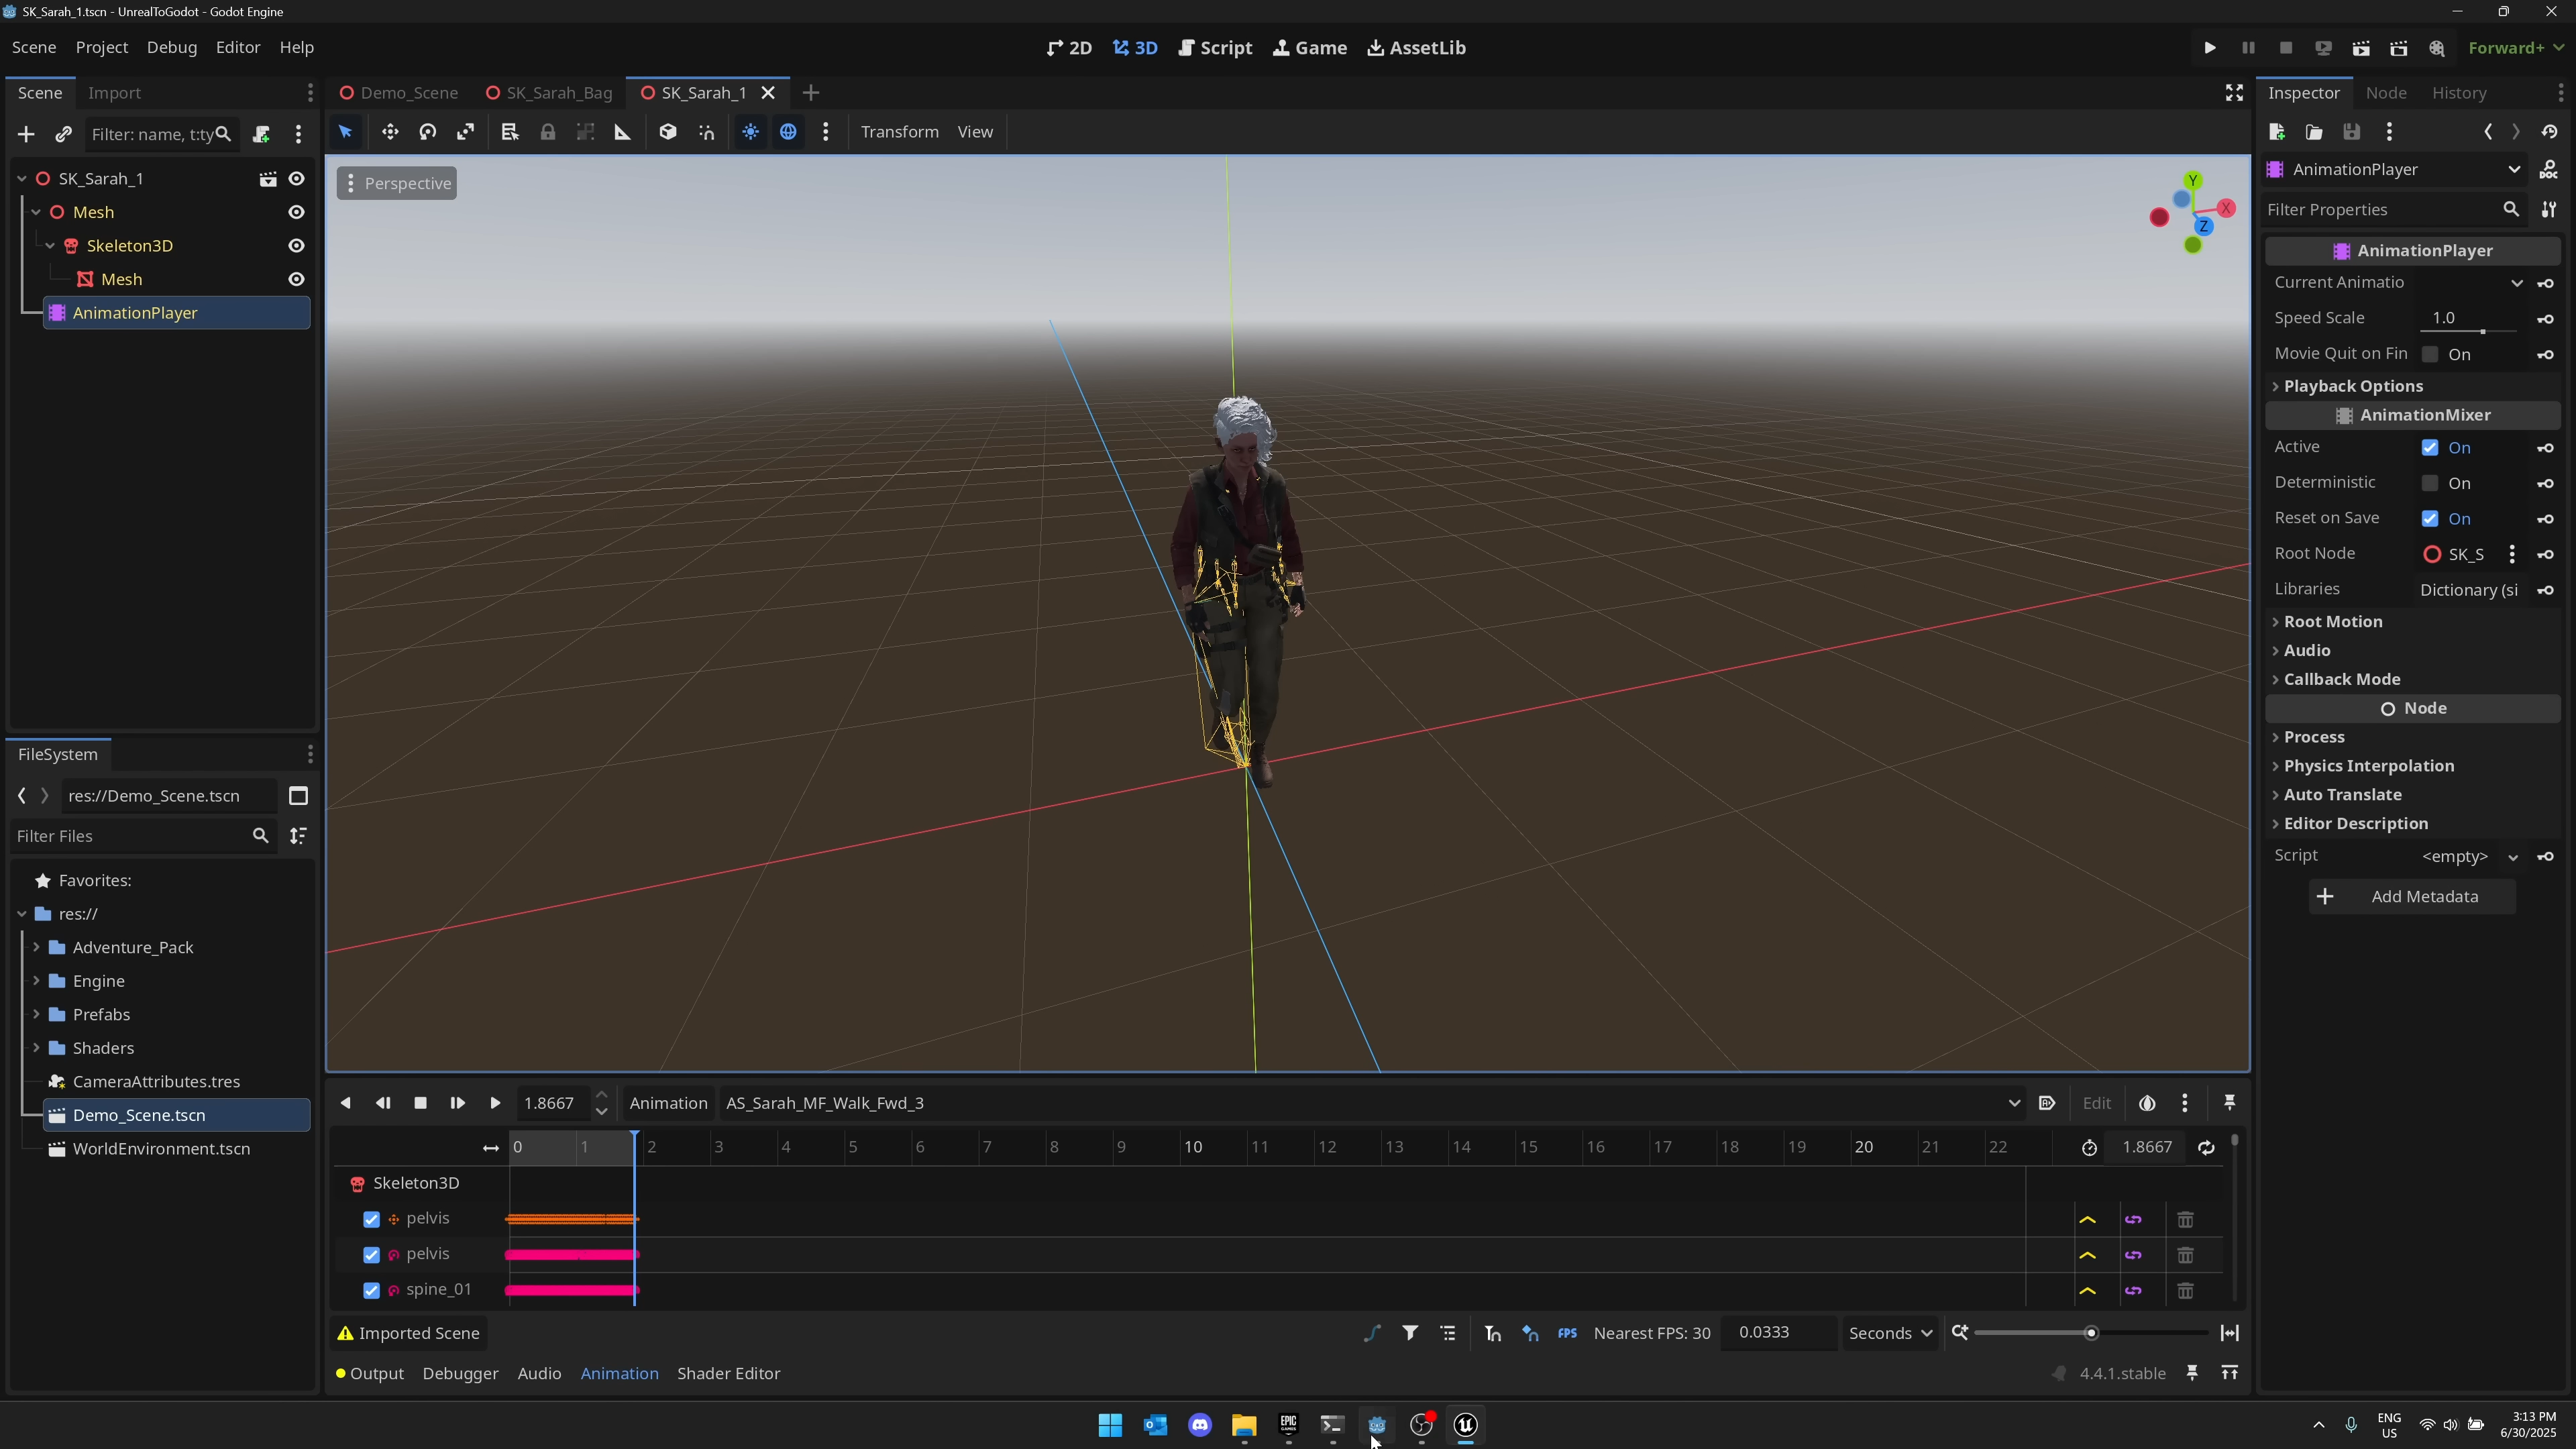 SK_Sarah_1.tscn - UnrealToGodot - Godot Engine
Scene Project Debug Editor Help
2D 3D Script Game AssetLib
Forward+
Scene Import
Filter: name, t:ty
SK_Sarah_1
Mesh
Skeleton3D
Mesh
AnimationPlayer
Demo_Scene SK_Sarah_Bag SK_Sarah_1
Transform View
Perspective
Y
X
Z
FileSystem
res://Demo_Scene.tscn
Filter Files
Favorites:
res://
Adventure_Pack
Engine
Prefabs
Shaders
CameraAttributes.tres
Demo_Scene.tscn
WorldEnvironment.tscn
1.8667 Animation AS_Sarah_MF_Walk_Fwd_3 Edit
0 1 2 3 4 5 6 7 8 9 10 11 12 13 14 15 16 17 18 19 20 21 22 1.8667
Skeleton3D
pelvis
pelvis
spine_01
Imported Scene FPS Nearest FPS: 30 0.0333 Seconds
Output Debugger Audio Animation Shader Editor 4.4.1.stable
Inspector Node History
AnimationPlayer DOC
Filter Properties
AnimationPlayer
Current Animatio
Speed Scale 1.0
Movie Quit on Fin On
Playback Options
AnimationMixer
Active On
Deterministic On
Reset on Save On
Root Node SK_S
Libraries Dictionary (si
Root Motion
Audio
Callback Mode
Node
Process
Physics Interpolation
Auto Translate
Editor Description
Script <empty>
Add Metadata
EPIC
GAMES
ENG
US
3:13 PM
6/30/2025